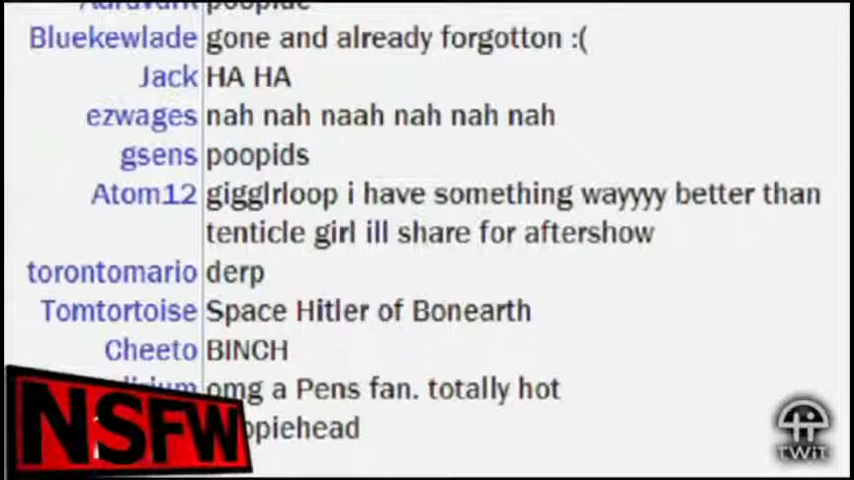 poopide
Bluekewlade gone and already forgotton :(
Jack HA HA
ezwages nah nah naah nah nah nah
gsens poopids
Atom12 gigglrloop i have something wayyyy better than
tenticle girl ill share for aftershow
torontomario derp
Tomtortoise Space Hitler of Bonearth
Cheeto BINCH
omg a Pens fan. totally hot
NSFW
TWiT